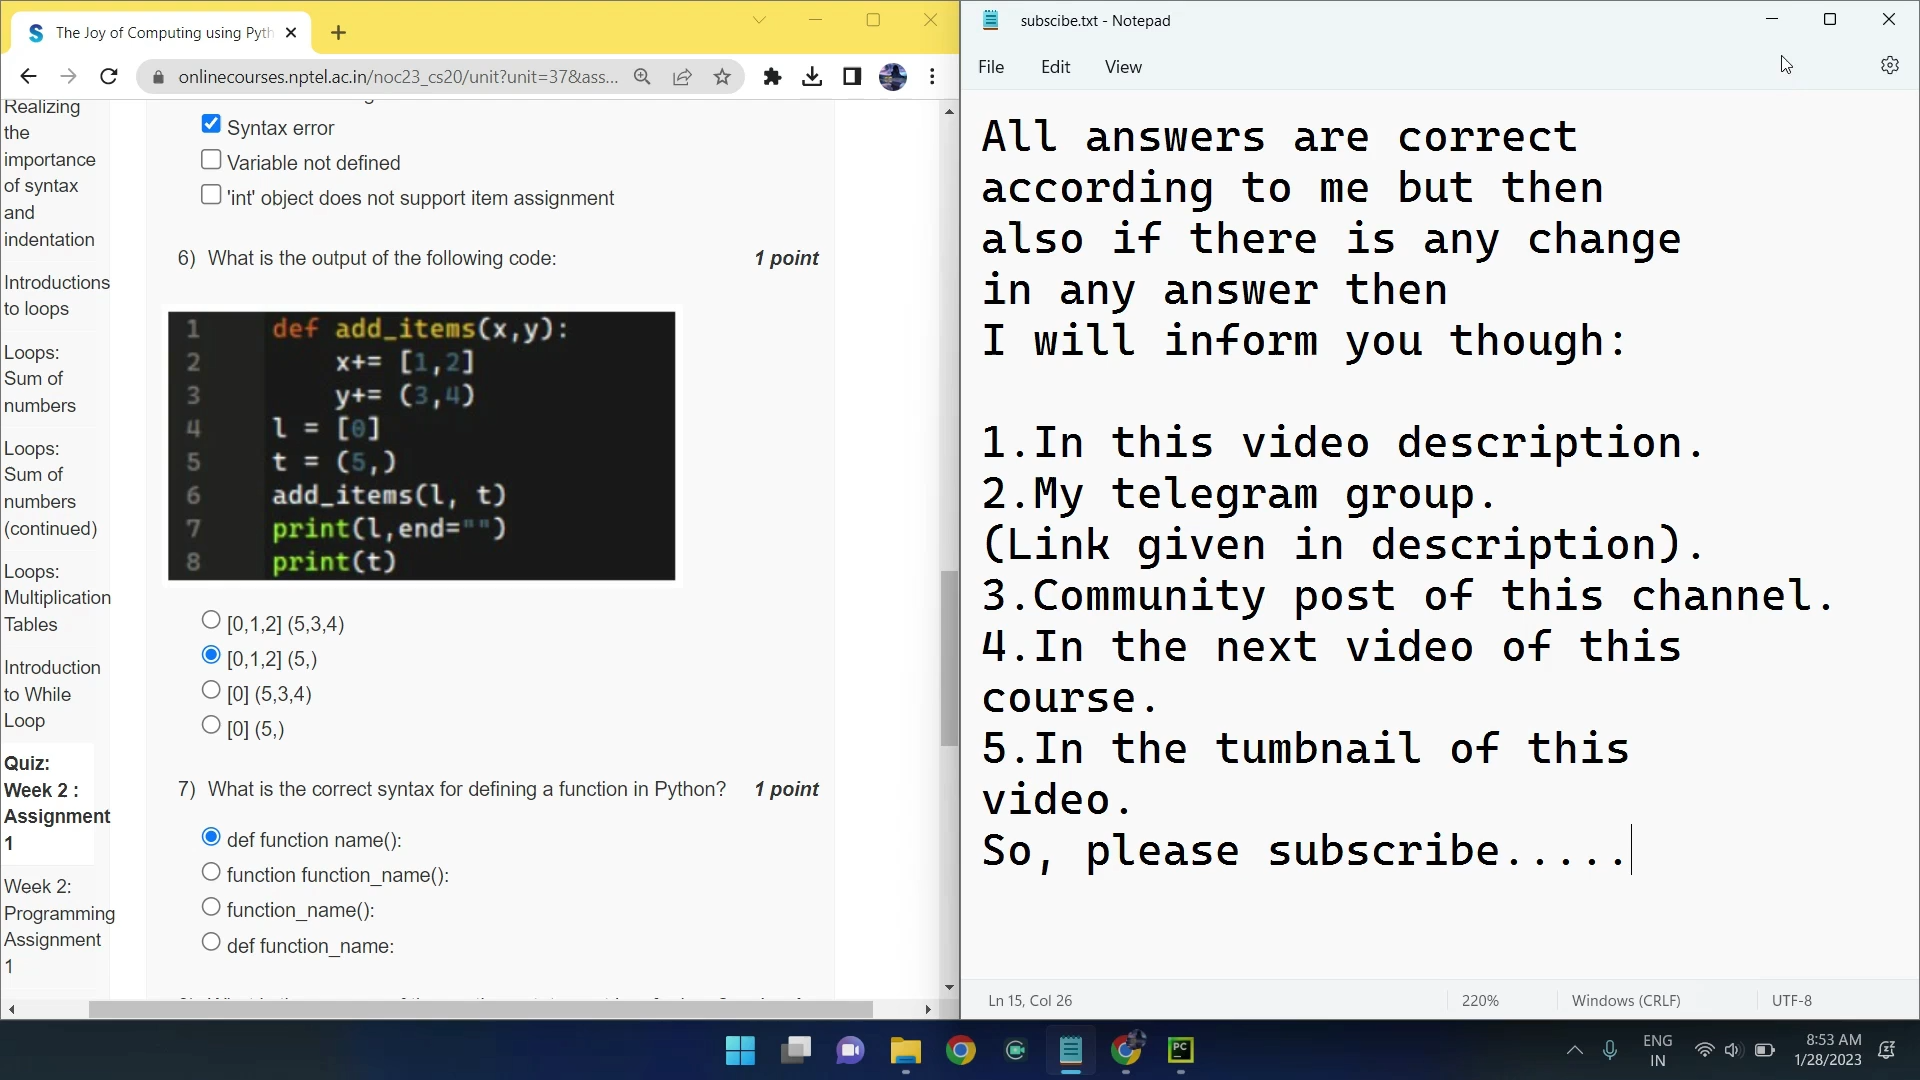 The Joy of Computing using Pyth
onlinecourses.nptel.ac.in/noc23_cs20/unit?unit=37&ass...
Realizing
the
importance
of syntax
and
indentation
Introductions
to loops
Loops:
Sum of
numbers
Loops:
Sum of
numbers
(continued)
Loops:
Multiplication
Tables
Introduction
to While
Loop
Quiz:
Week 2 :
Assignment
1
Week 2:
Programming
Assignment
1
Syntax error
Variable not defined
'int' object does not support item assignment
6) What is the output of the following code: 1 point
1 def add_items(x,y):
2 x+= [1,2]
3 y+= (3,4)
4 l = [0]
5 t = (5,)
6 add_items(l, t)
7 print(l,end="")
8 print(t)
[0,1,2] (5,3,4)
[0,1,2] (5,)
[0] (5,3,4)
[0] (5,)
7) What is the correct syntax for defining a function in Python? 1 point
def function name():
function function_name():
function_name():
def function_name:
subscibe.txt - Notepad
File Edit View
All answers are correct
according to me but then
also if there is any change
in any answer then
I will inform you though:
1.In this video description.
2.My telegram group.
(Link given in description).
3.Community post of this channel.
4.In the next video of this
course.
5.In the tumbnail of this
video.
So, please subscribe.....
Ln 15, Col 26 220% Windows (CRLF) UTF-8
PC
ENG
IN
8:53 AM
1/28/2023